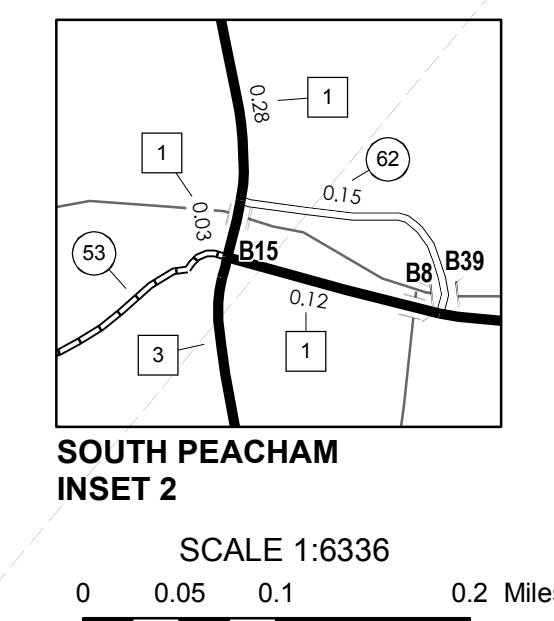 0.28
1
1
62
0.15
0.03
53
B15
B8
B39
0.12
3
1
SOUTH PEACHAM
INSET 2
SCALE 1:6336
0 0.05 0.1 0.2 Miles